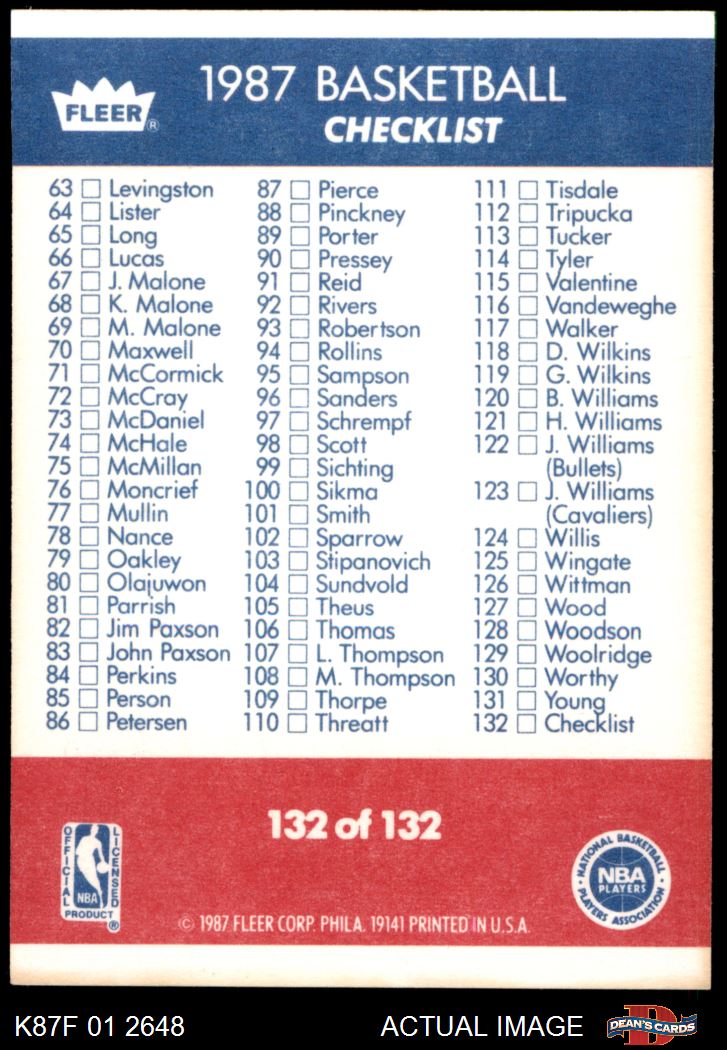 FLEER®
1987 BASKETBALL
CHECKLIST
63 Levingston
64 Lister
65 Long
66 Lucas
67 J. Malone
68 K. Malone
69 M. Malone
70 Maxwell
71 McCormick
72 McCray
73 McDaniel
74 McHale
75 McMillan
76 Moncrief
77 Mullin
78 Nance
79 Oakley
80 Olajuwon
81 Parrish
82 Jim Paxson
83 John Paxson
84 Perkins
85 Person
86 Petersen
87 Pierce
88 Pinckney
89 Porter
90 Pressey
91 Reid
92 Rivers
93 Robertson
94 Rollins
95 Sampson
96 Sanders
97 Schrempf
98 Scott
99 Sichting
100 Sikma
101 Smith
102 Sparrow
103 Stipanovich
104 Sundvold
105 Theus
106 Thomas
107 L. Thompson
108 M. Thompson
109 Thorpe
110 Threatt
111 Tisdale
112 Tripucka
113 Tucker
114 Tyler
115 Valentine
116 Vandeweghe
117 Walker
118 D. Wilkins
119 G. Wilkins
120 B. Williams
121 H. Williams
122 J. Williams
(Bullets)
123 J. Williams
(Cavaliers)
124 Willis
125 Wingate
126 Wittman
127 Wood
128 Woodson
129 Woolridge
130 Worthy
131 Young
132 Checklist
132 of 132
OFFICIAL LICENSED
NBA
PRODUCT ®
NATIONAL BASKETBALL
NBA
PLAYERS
PLAYERS ASSOCIATION
© 1987 FLEER CORP. PHILA. 19141 PRINTED IN U.S.A.
K87F 01 2648
ACTUAL IMAGE
D
DEAN'S CARDS